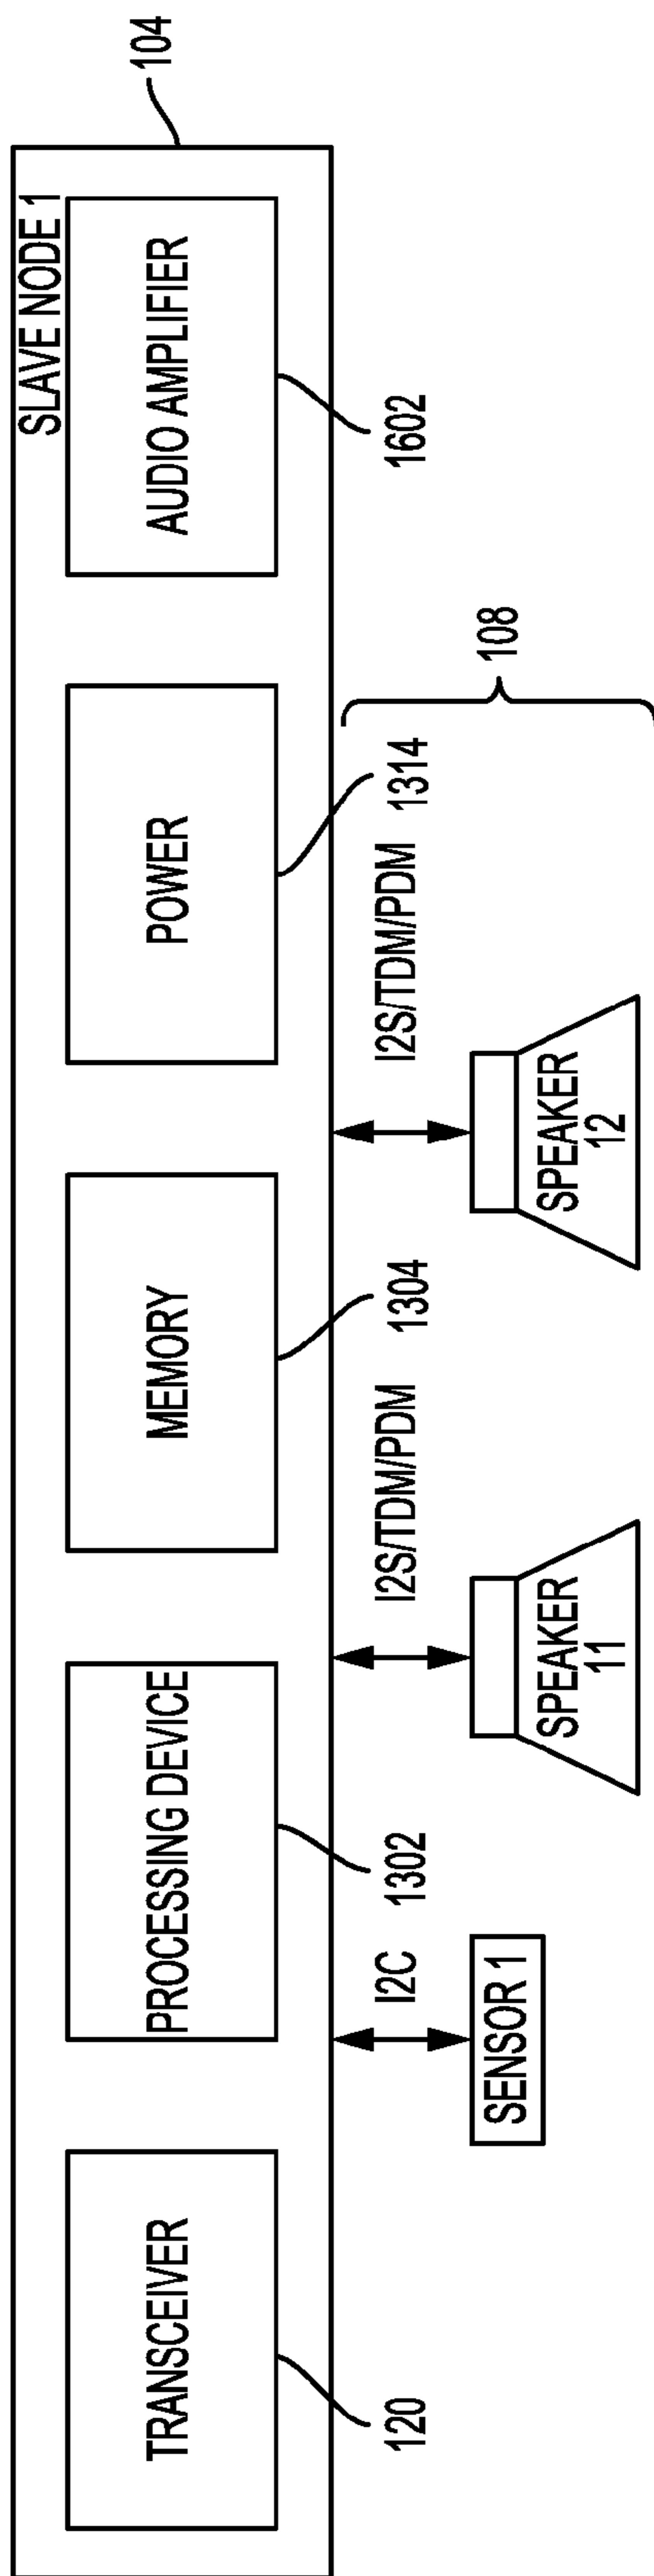 SLAVE NODE 1
104
TRANSCEIVER
PROCESSING DEVICE
MEMORY
POWER
AUDIO AMPLIFIER
120
1302
1304
1314
1602
I2C
I2S/TDM/PDM
I2S/TDM/PDM
108
SENSOR 1
SPEAKER
11
SPEAKER
12